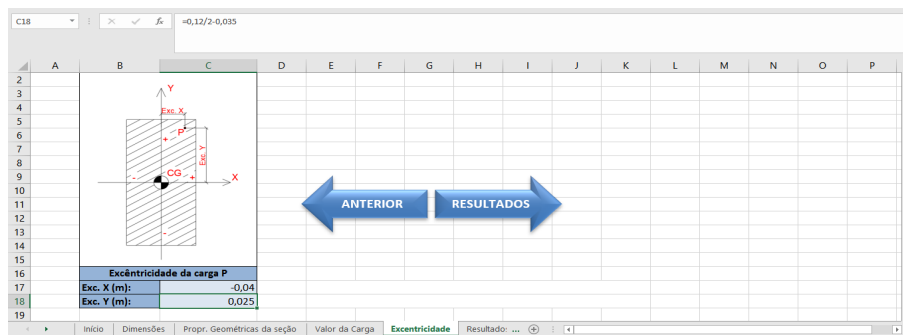 C18 fx =0,12/2-0,035
A B C D E F G H I J K L M N O P
2
3
4
5
6
7
8
9
10
11
12
13
14
15
16
17
18
19
Y
Exc. X
P
+
Exc. Y
CG
- + X
-
ANTERIOR RESULTADOS
Excêntricidade da carga P
Exc. X (m): -0,04
Exc. Y (m): 0,025
Início Dimensões Propr. Geométricas da seção Valor da Carga Excentricidade Resultado: ...